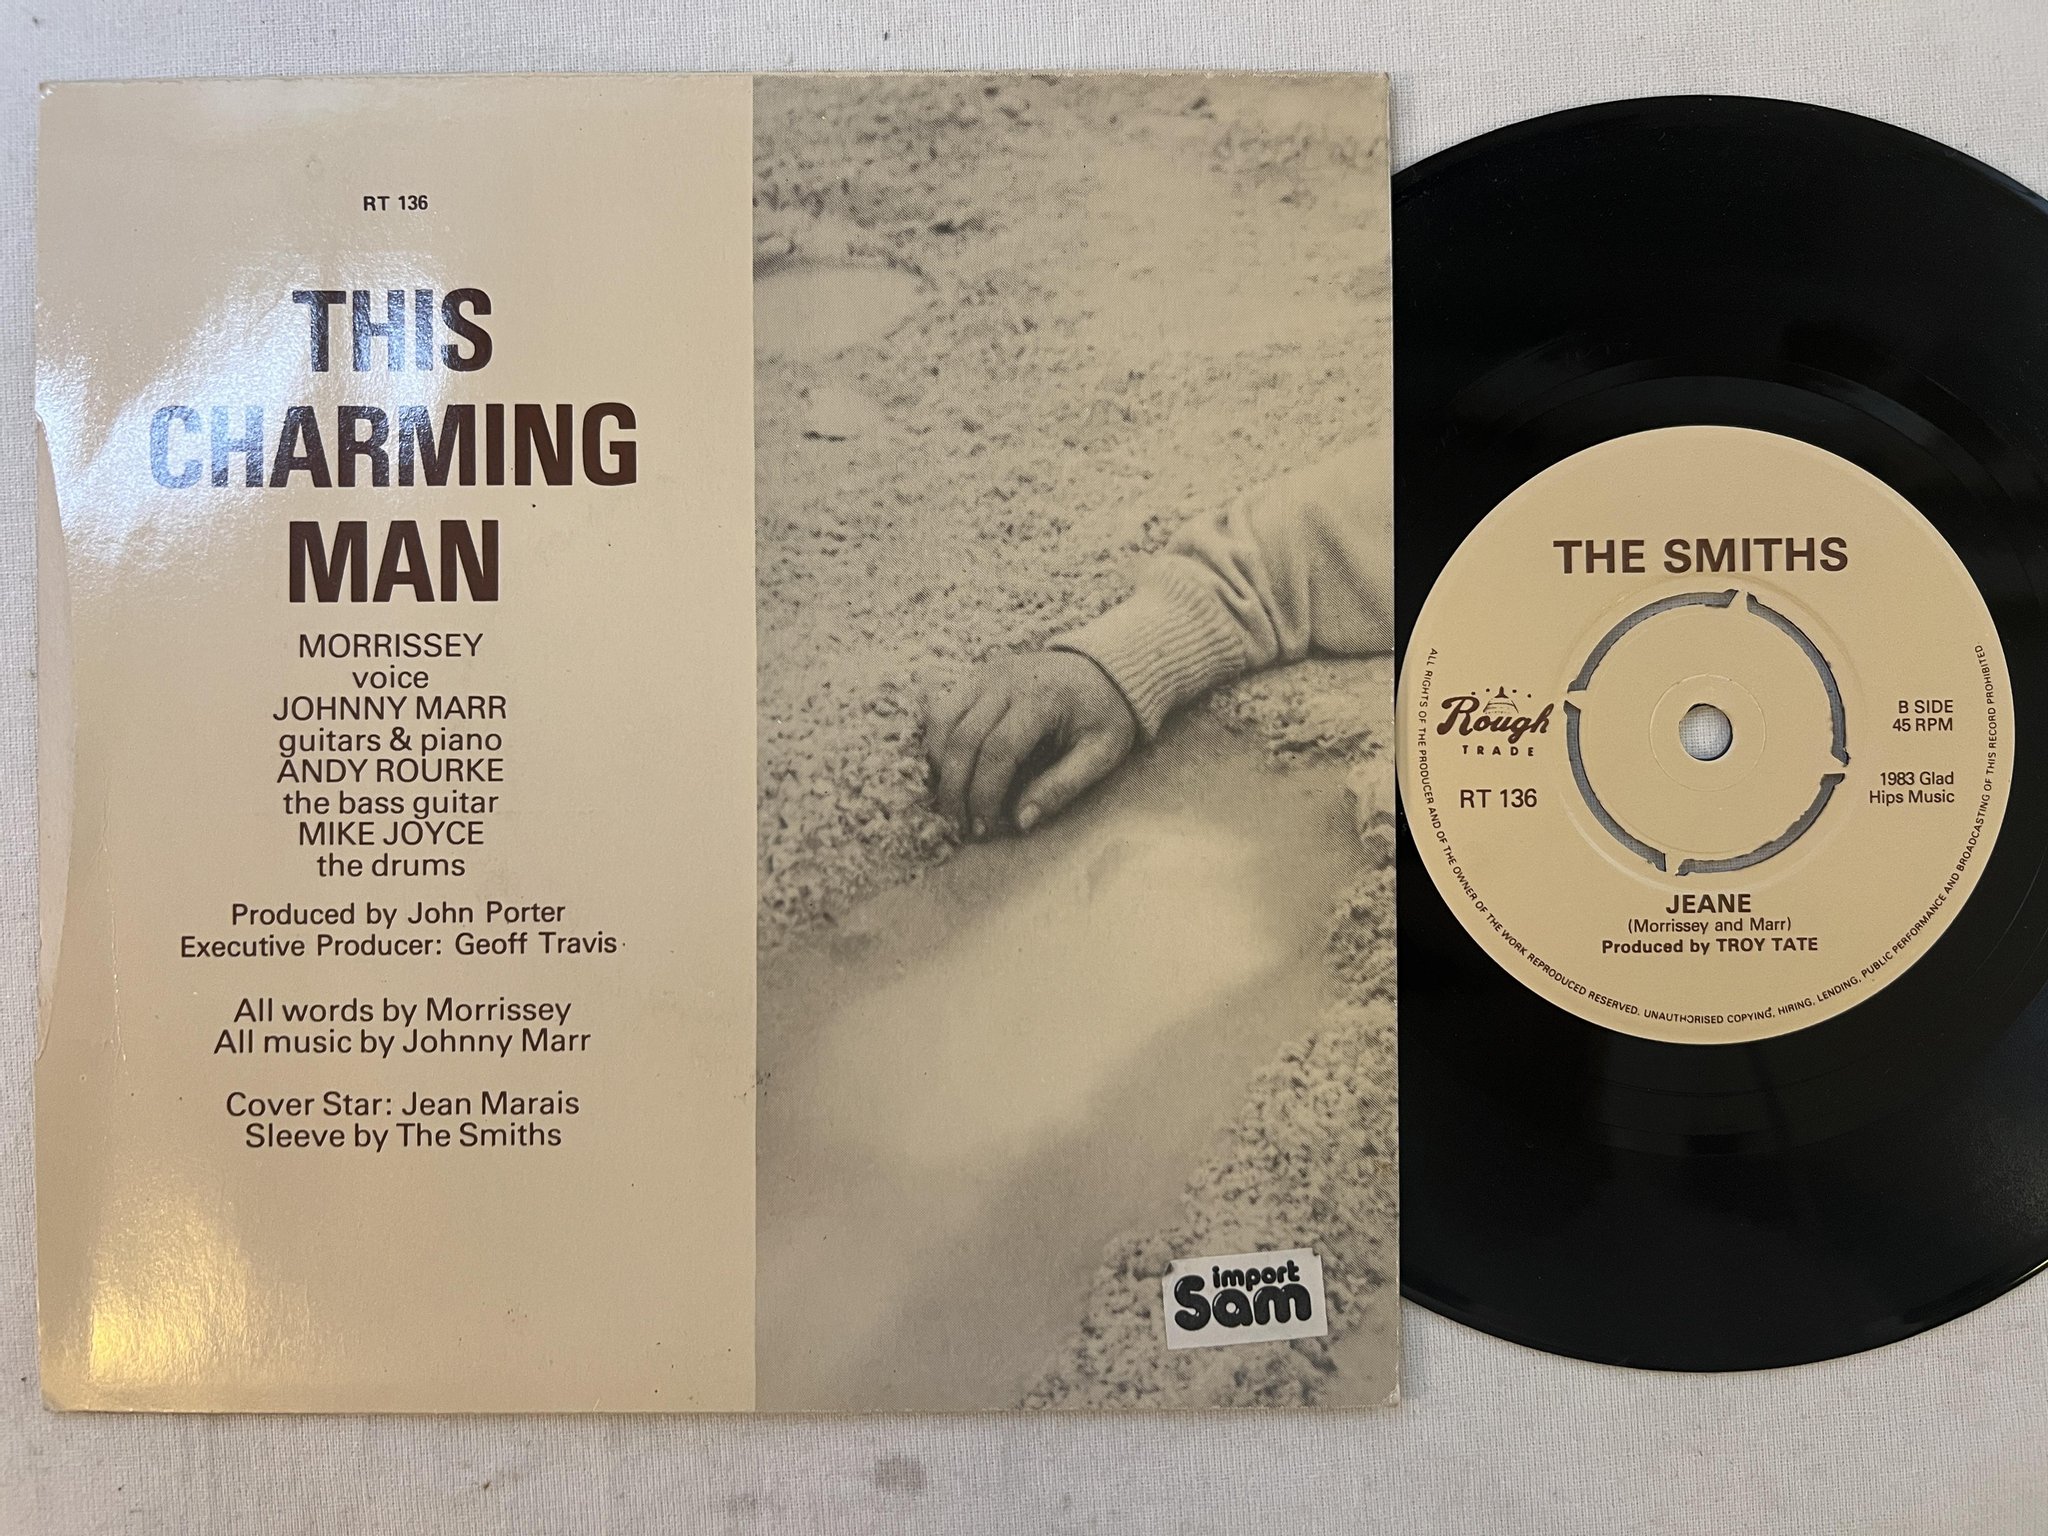 RT 136
THIS
CHARMING
MAN
MORRISSEY
voice
JOHNNY MARR
guitars & piano
ANDY ROURKE
the bass guitar
MIKE JOYCE
the drums
Produced by John Porter
Executive Producer: Geoff Travis
All words by Morrissey
All music by Johnny Marr
Cover Star: Jean Marais
Sleeve by The Smiths
import
Sam
THE SMITHS
Rough
TRADE
RT 136
B SIDE
45 RPM
1983 Glad
Hips Music
JEANE
(Morrissey and Marr)
Produced by TROY TATE
ALL RIGHTS OF THE PRODUCER AND OF THE OWNER OF THE WORK REPRODUCED RESERVED. UNAUTHORISED COPYING, HIRING, LENDING, PUBLIC PERFORMANCE AND BROADCASTING OF THIS RECORD PROHIBITED